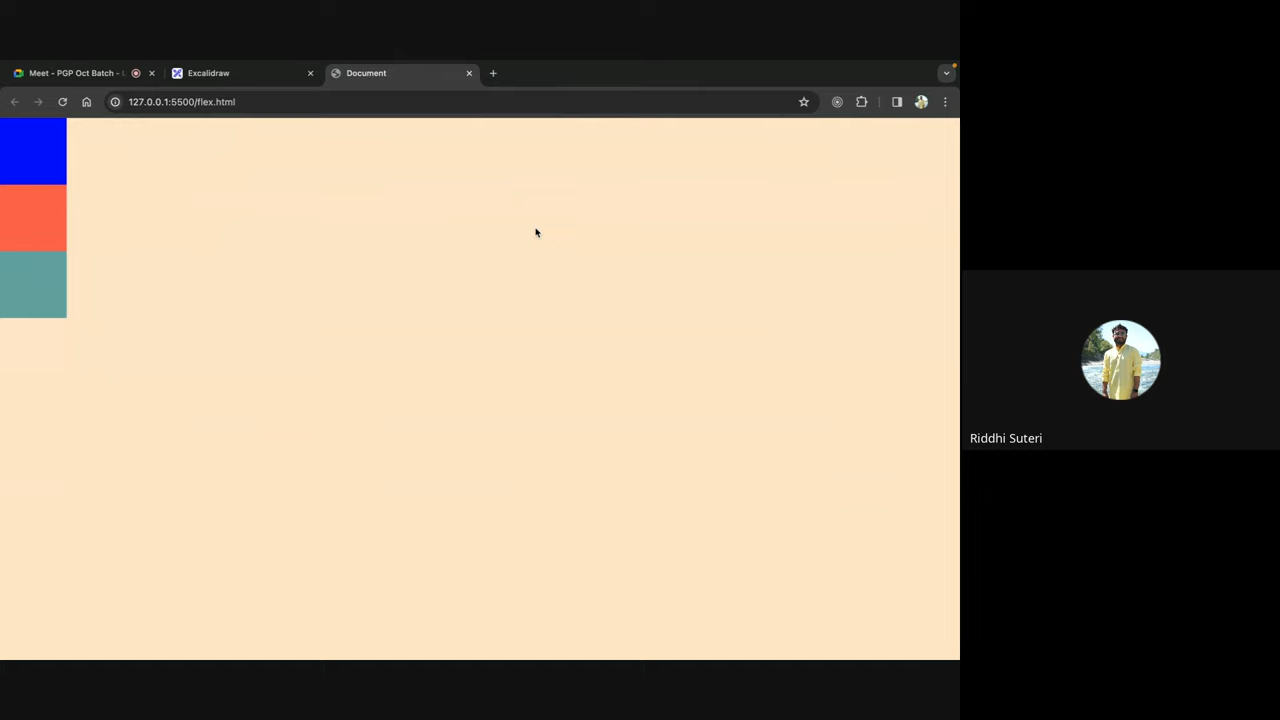 Meet - PGP Oct Batch -
Excalidraw
Document
127.0.0.1:5500/flex.html
Riddhi Suteri